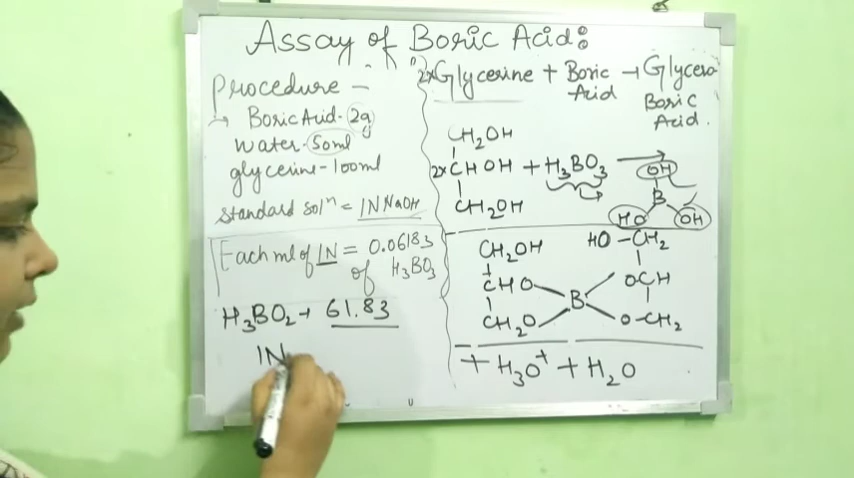 Assay of Boric Acid:
Procedure -
→ Boric Acid - 2g
Water - 50ml
glycerine - 100ml
Standard solⁿ = 1N NaOH
Each ml of 1N = 0.06183
of H₃BO₃
H₃BO₂ → 61.83
1N
2x Glycerine + Boric Acid → Glycero Boric Acid.
CH₂OH
2x CHOH + H₃BO₃ →
CH₂OH
OH
B
HO OH
CH₂OH HO - CH₂
CHO B OCH
CH₂O O - CH₂
+ H₃O⁺ + H₂O